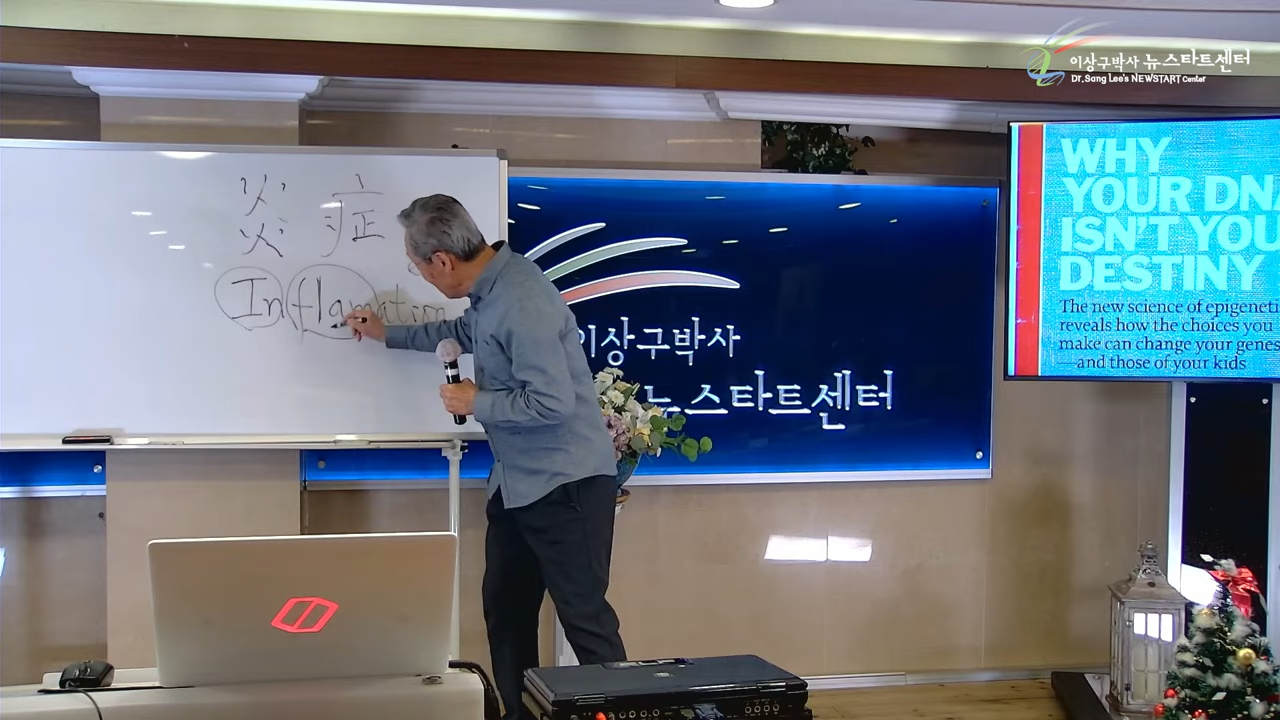 炎 症
Inflamation
이상구박사
뉴스타트센터
이상구박사 뉴스타트센터
Dr. Sang Lee's NEWSTART Center
WHY
YOUR DNA
ISN'T YOU
DESTINY
The new science of epigeneti
reveals how the choices you
make can change your genes
—and those of your kids